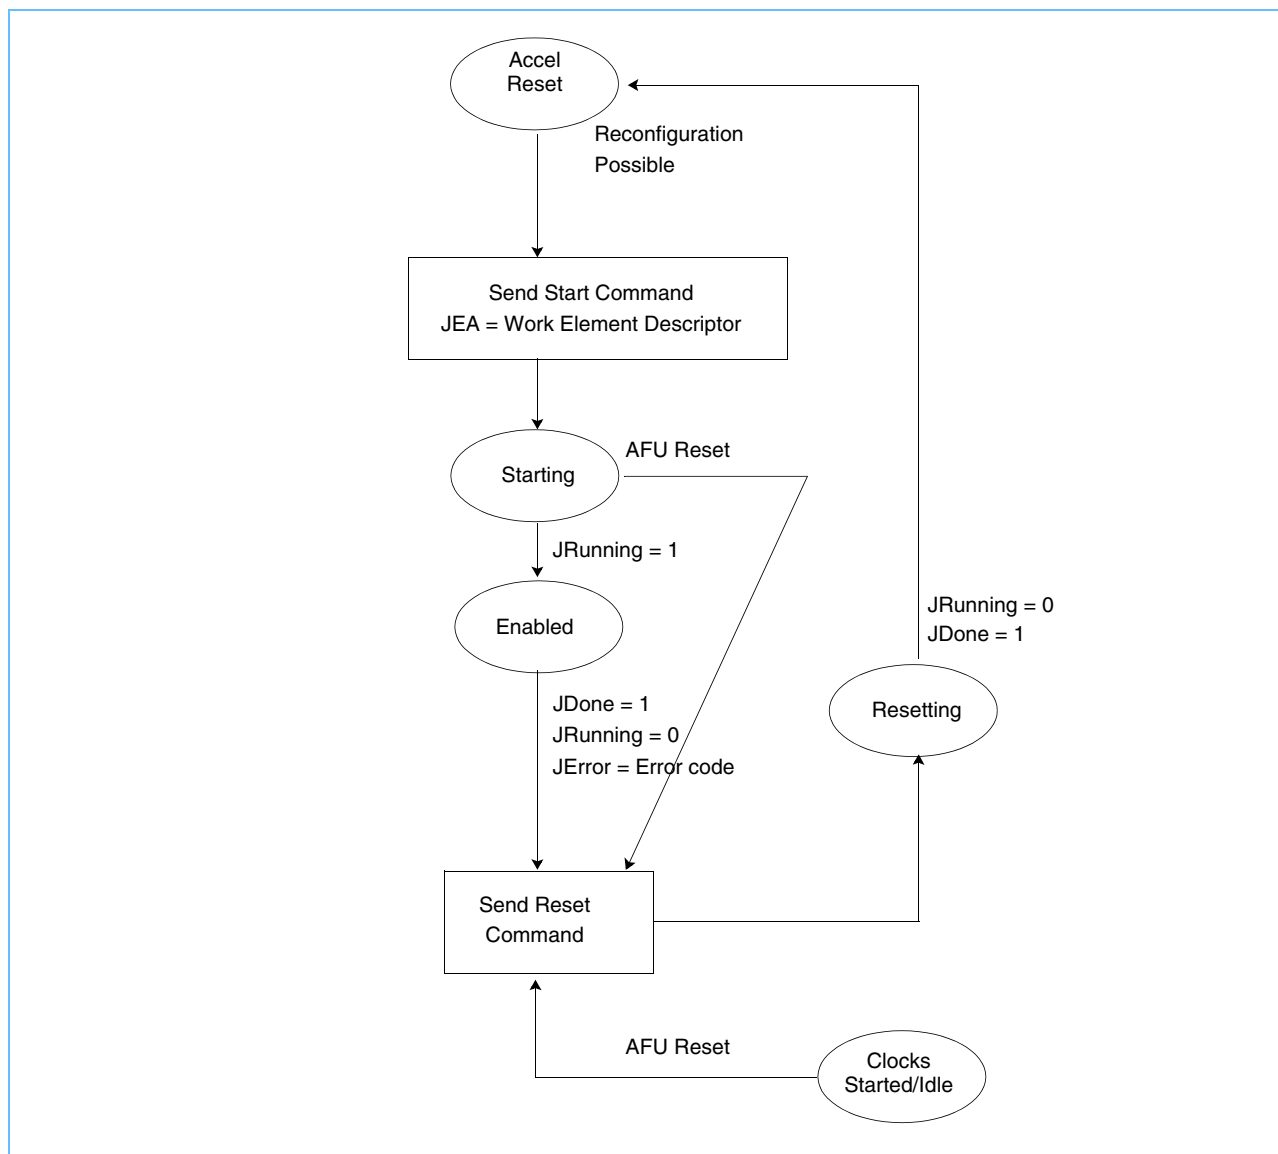 Accel
Reset
Reconfiguration
Possible
Send Start Command
JEA = Work Element Descriptor
AFU Reset
Starting
JRunning = 1
Enabled
JRunning = 0
JDone = 1
JDone = 1
JRunning = 0
JError = Error code
Resetting
Send Reset
Command
AFU Reset
Clocks
Started/Idle